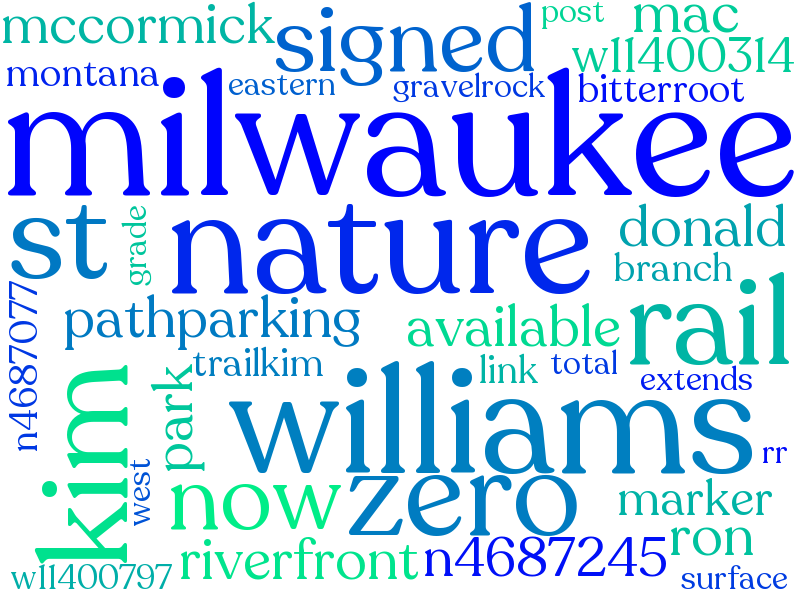 mccormick signed post mac
w11400314
montana eastern gravelrock bitterroot
milwaukee
st grade nature donald
branch
n4687077 pathparking available rail
trailkim link total extends
kim park williams
west rr
now zero marker
ron
riverfront n4687245
w11400797 surface